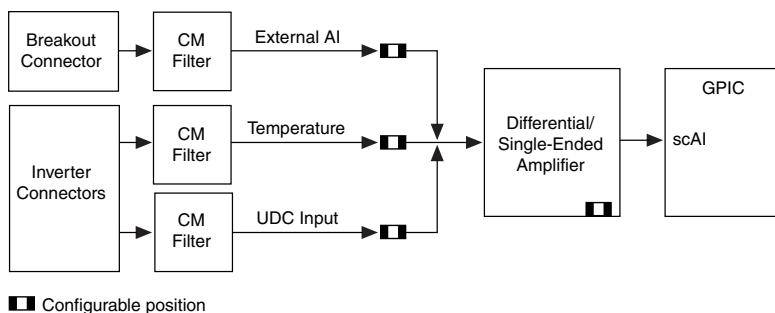 Breakout
Connector
CM
Filter
External AI
Inverter
Connectors
CM
Filter
Temperature
CM
Filter
UDC Input
Differential/
Single-Ended
Amplifier
GPIC
scAI
Configurable position